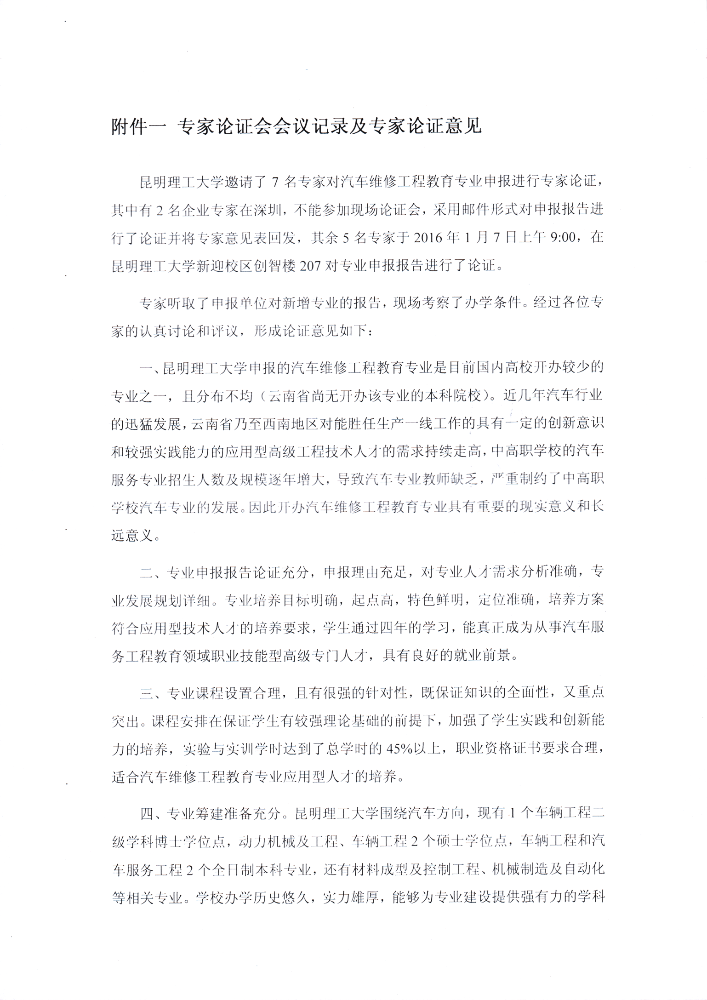 附件一 专家论证会会议记录及专家论证意见
昆明理工大学邀请了 7 名专家对汽车维修工程教育专业申报进行专家论证，
其中有 2 名企业专家在深圳，不能参加现场论证会，采用邮件形式对申报报告进
行了论证并将专家意见表回发，其余 5 名专家于 2016 年 1 月 7 日上午 9:00，在
昆明理工大学新迎校区创智楼 207 对专业申报报告进行了论证。
专家听取了申报单位对新增专业的报告，现场考察了办学条件。经过各位专
家的认真讨论和评议，形成论证意见如下：
一、昆明理工大学申报的汽车维修工程教育专业是目前国内高校开办较少的
专业之一，且分布不均（云南省尚无开办该专业的本科院校）。近几年汽车行业
的迅猛发展，云南省乃至西南地区对能胜任生产一线工作的具有一定的创新意识
和较强实践能力的应用型高级工程技术人才的需求持续走高，中高职学校的汽车
服务专业招生人数及规模逐年增大，导致汽车专业教师缺乏，严重制约了中高职
学校汽车专业的发展。因此开办汽车维修工程教育专业具有重要的现实意义和长
远意义。
二、专业申报报告论证充分，申报理由充足，对专业人才需求分析准确，专
业发展规划详细。专业培养目标明确，起点高，特色鲜明，定位准确，培养方案
符合应用型技术人才的培养要求，学生通过四年的学习，能真正成为从事汽车服
务工程教育领域职业技能型高级专门人才，具有良好的就业前景。
三、专业课程设置合理，且有很强的针对性，既保证知识的全面性，又重点
突出。课程安排在保证学生有较强理论基础的前提下，加强了学生实践和创新能
力的培养，实验与实训学时达到了总学时的 45%以上，职业资格证书要求合理，
适合汽车维修工程教育专业应用型人才的培养。
四、专业筹建准备充分。昆明理工大学围绕汽车方向，现有 1 个车辆工程二
级学科博士学位点，动力机械及工程、车辆工程 2 个硕士学位点，车辆工程和汽
车服务工程 2 个全日制本科专业，还有材料成型及控制工程、机械制造及自动化
等相关专业。学校办学历史悠久，实力雄厚，能够为专业建设提供强有力的学科